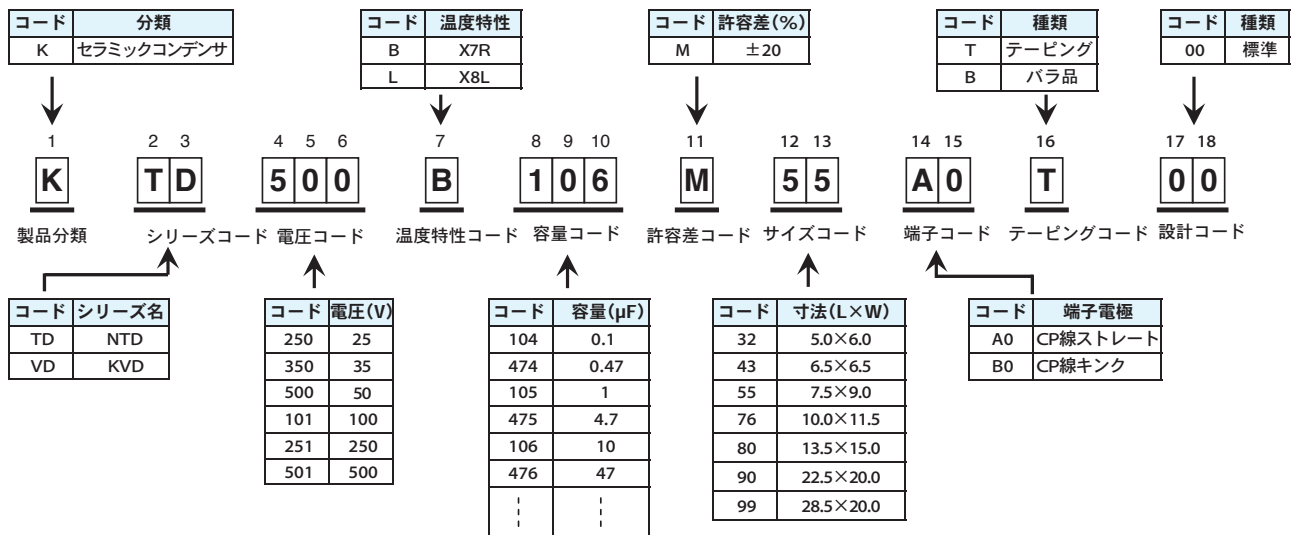 コード 分類
K セラミックコンデンサ
コード 温度特性
B X7R
L X8L
コード 許容差(%)
M ±20
コード 種類
T テーピング
B バラ品
コード 種類
00 標準
1 2 3 4 5 6 7 8 9 10 11 12 13 14 15 16 17 18
K T D 5 0 0 B 1 0 6 M 5 5 A 0 T 0 0
製品分類 シリーズコード 電圧コード 温度特性コード 容量コード 許容差コード サイズコード 端子コード テーピングコード 設計コード
コード シリーズ名
TD NTD
VD KVD
コード 電圧(V)
250 25
350 35
500 50
101 100
251 250
501 500
コード 容量(μF)
104 0.1
474 0.47
105 1
475 4.7
106 10
476 47
コード 寸法(L×W)
32 5.0×6.0
43 6.5×6.5
55 7.5×9.0
76 10.0×11.5
80 13.5×15.0
90 22.5×20.0
99 28.5×20.0
コード 端子電極
A0 CP線ストレート
B0 CP線キンク